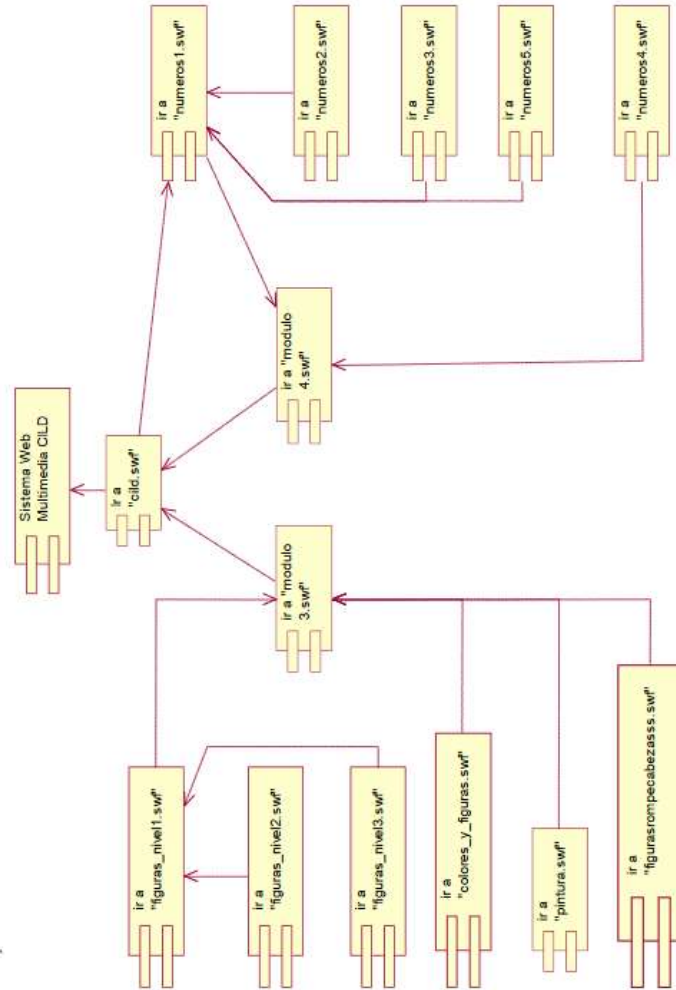 Sistema Web
Multimedia CILD
ir a
"cild.swf"
ir a
"figuras_nivel1.swf"
ir a
"numeros1.swf"
ir a
"figuras_nivel2.swf"
ir a "modulo
3.swf"
ir a "modulo
4.swf"
ir a
"numeros2.swf"
ir a
"figuras_nivel3.swf"
ir a
"numeros3.swf"
ir a
"colores_y_figuras.swf"
ir a
"numeros5.swf"
ir a
"pintura.swf"
ir a
"figurasrompecabezasss.swf"
ir a
"numeros4.swf"